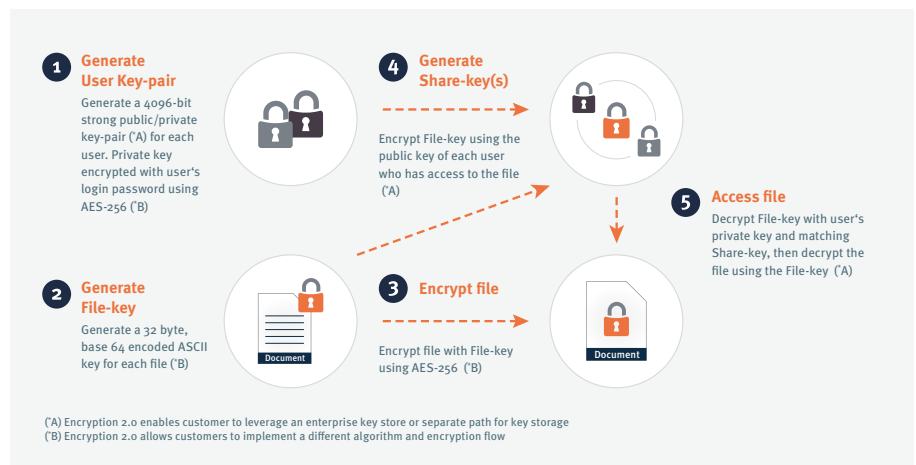 1
Generate
User Key-pair
Generate a 4096-bit
strong public/private
key-pair (*A) for each
user. Private key
encrypted with user's
login password using
AES-256 (*B)
4
Generate
Share-key(s)
Encrypt File-key using the
public key of each user
who has access to the file
(*A)
5
Access file
Decrypt File-key with user's
private key and matching
Share-key, then decrypt the
file using the File-key (*A)
2
Generate
File-key
Generate a 32 byte,
base 64 encoded ASCII
key for each file (*B)
Document
3
Encrypt file
Encrypt file with File-key
using AES-256 (*B)
Document
(*A) Encryption 2.0 enables customer to leverage an enterprise key store or separate path for key storage
(*B) Encryption 2.0 allows customers to implement a different algorithm and encryption flow